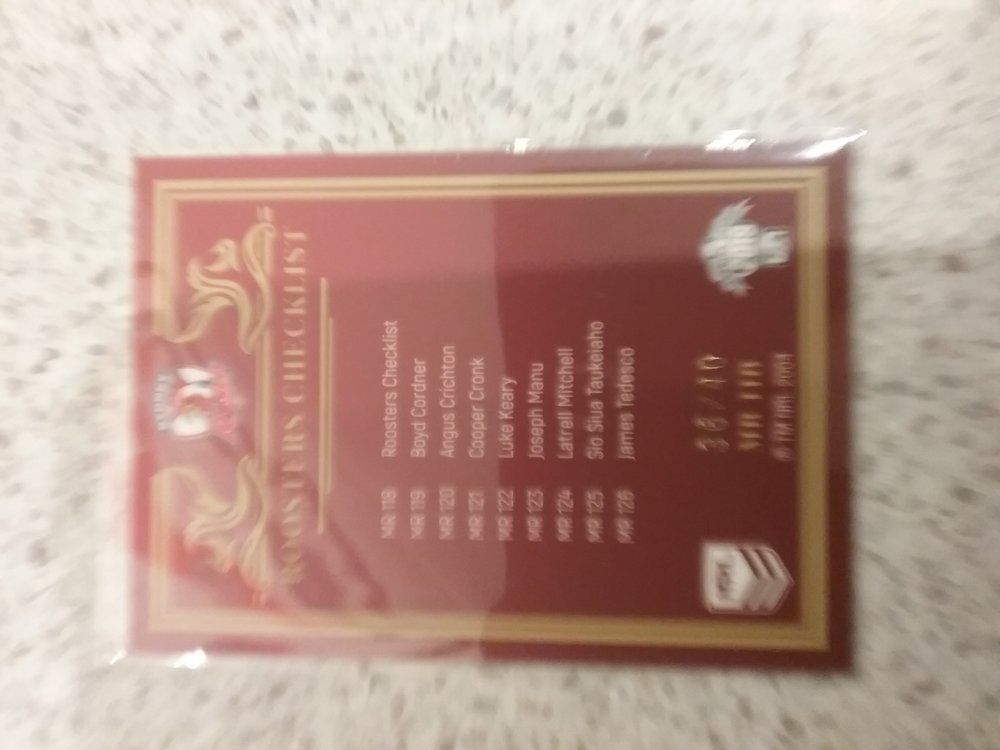 ROOSTERS CHECKLIST
MR 118 Roosters Checklist
MR 119 Boyd Cordner
MR 120 Angus Crichton
MR 121 Cooper Cronk
MR 122 Luke Keary
MR 123 Joseph Manu
MR 124 Latrell Mitchell
MR 125 Sio Siua Taukeiaho
MR 126 James Tedesco
MR 118